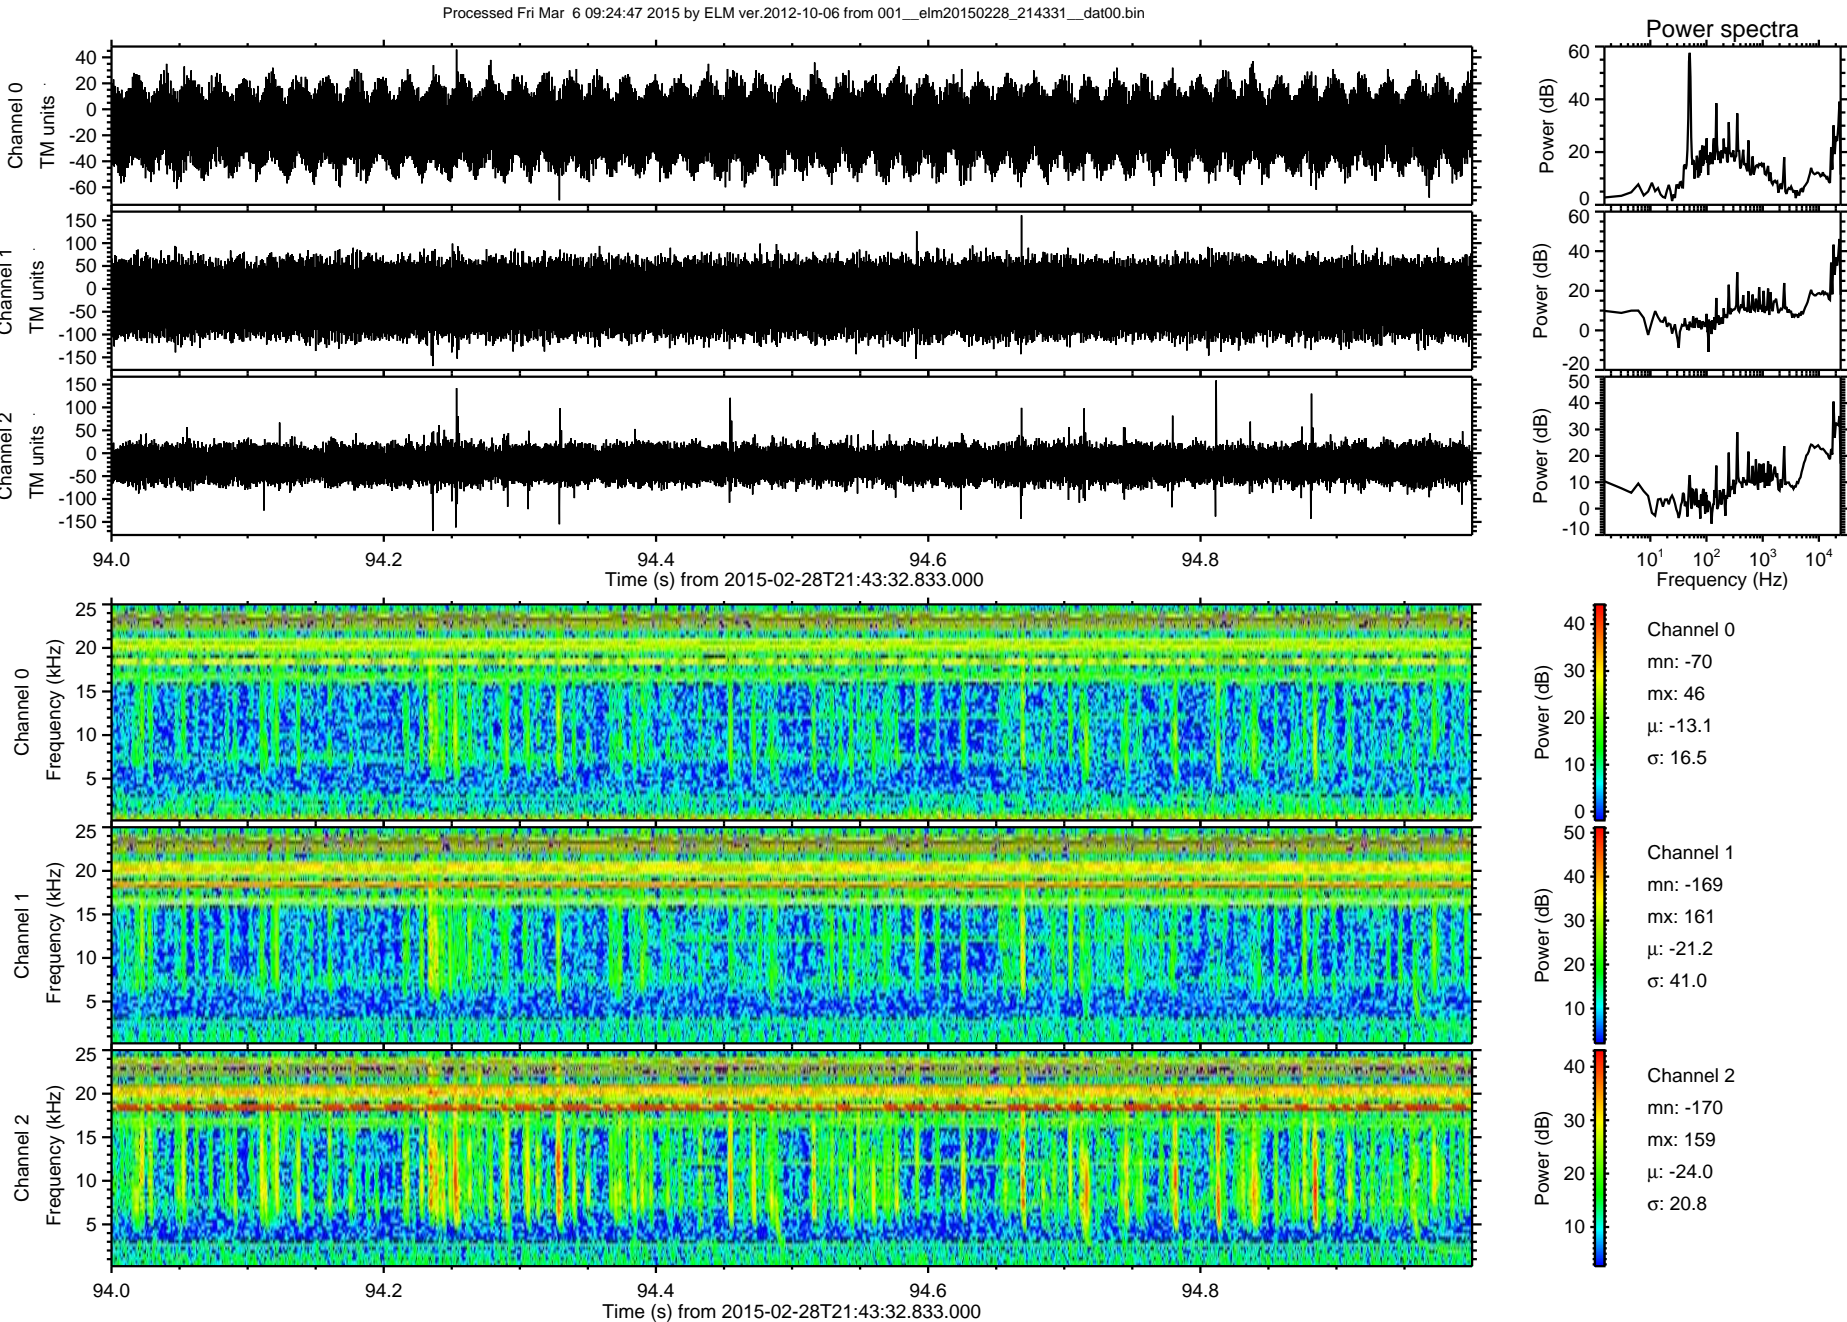 Processed Fri Mar  6 09:24:47 2015 by ELM ver.2012-10-06 from 001__elm20150228_214331__dat00.bin
Power spectra
Channel 0
TM units
40
20
0
-20
-40
-60
Power (dB)
60
40
20
0
Channel 1
TM units
150
100
50
0
-50
-100
-150
Power (dB)
60
40
20
0
-20
Channel 2
TM units
150
100
50
0
-50
-100
-150
Power (dB)
50
40
30
20
10
0
-10
94.0 94.2 94.4 94.6 94.8
Time (s) from 2015-02-28T21:43:32.833.000
10^1 10^2 10^3 10^4
Frequency (Hz)
Channel 0
Frequency (kHz)
25
20
15
10
5
Power (dB)
40
30
20
10
0
Channel 0
mn: -70
mx: 46
μ: -13.1
σ: 16.5
Channel 1
Frequency (kHz)
25
20
15
10
5
Power (dB)
50
40
30
20
10
Channel 1
mn: -169
mx: 161
μ: -21.2
σ: 41.0
Channel 2
Frequency (kHz)
25
20
15
10
5
Power (dB)
40
30
20
10
Channel 2
mn: -170
mx: 159
μ: -24.0
σ: 20.8
94.0 94.2 94.4 94.6 94.8
Time (s) from 2015-02-28T21:43:32.833.000